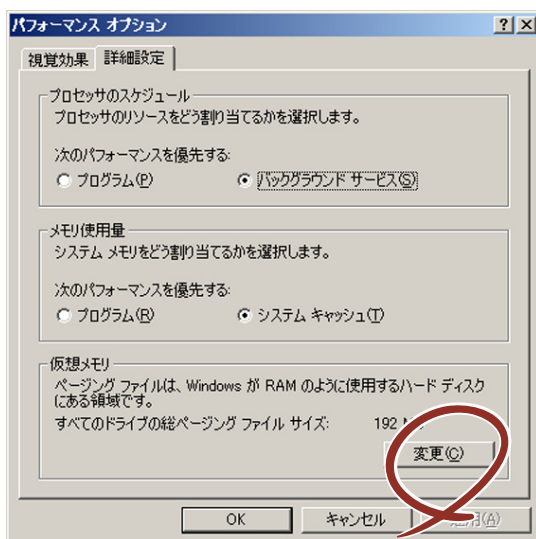 パフォーマンス オプション
視覚効果 詳細設定
プロセッサのスケジュール
プロセッサのリソースをどう割り当てるかを選択します。
次のパフォーマンスを優先する:
プログラム(P) バックグラウンド サービス(S)
メモリ使用量
システム メモリをどう割り当てるかを選択します。
次のパフォーマンスを優先する:
プログラム(R) システム キャッシュ(T)
仮想メモリ
ページング ファイルは、Windows が RAM のように使用するハード ディスク
にある領域です。
すべてのドライブの総ページング ファイル サイズ: 192
変更(C)
OK キャンセル